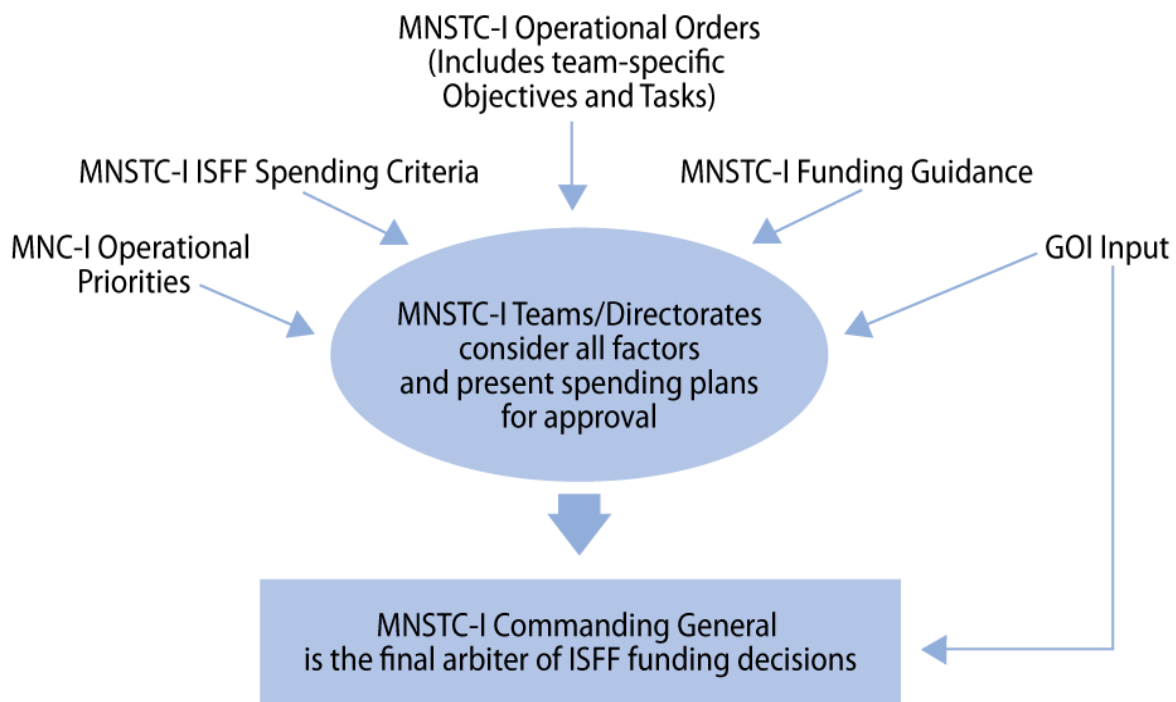 MNSTC-I Operational Orders
(Includes team-specific
Objectives and Tasks)
MNSTC-I ISFF Spending Criteria
MNSTC-I Funding Guidance
MNC-I Operational
Priorities
GOI Input
MNSTC-I Teams/Directorates
consider all factors
and present spending plans
for approval
MNSTC-I Commanding General
is the final arbiter of ISFF funding decisions